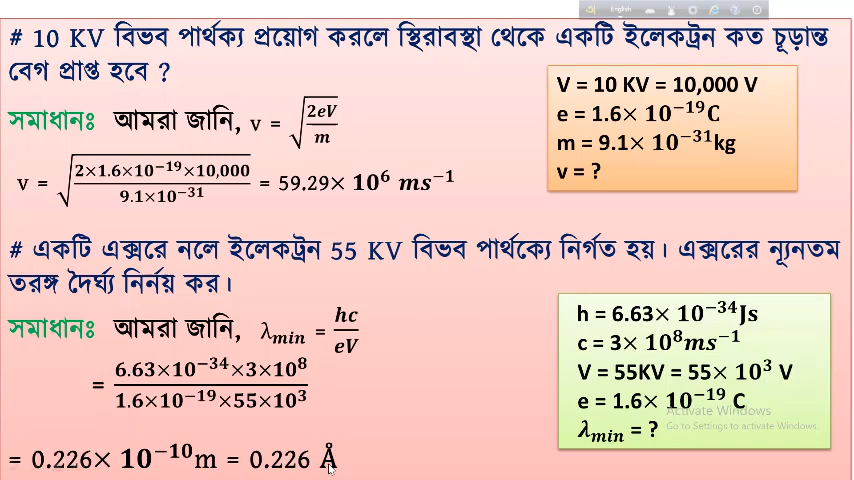 English
# 10 KV বিভব পার্থক্য প্রয়োগ করলে স্থিরাবস্থা থেকে একটি ইলেকট্রন কত চূড়ান্ত
বেগ প্রাপ্ত হবে ?
সমাধানঃ আমরা জানি, v = √(2eV/m)
v = √(2×1.6×10⁻¹⁹×10,000/9.1×10⁻³¹) = 59.29× 10⁶ ms⁻¹
V = 10 KV = 10,000 V
e = 1.6× 10⁻¹⁹C
m = 9.1× 10⁻³¹kg
v = ?
# একটি এক্সরে নলে ইলেকট্রন 55 KV বিভব পার্থক্যে নির্গত হয়। এক্সরের ন্যূনতম
তরঙ্গ দৈর্ঘ্য নির্নয় কর।
সমাধানঃ আমরা জানি, λₘᵢₙ = hc/eV
= 6.63×10⁻³⁴×3×10⁸/1.6×10⁻¹⁹×55×10³
= 0.226× 10⁻¹⁰m = 0.226 Å
h = 6.63× 10⁻³⁴Js
c = 3× 10⁸ms⁻¹
V = 55KV = 55× 10³ V
e = 1.6× 10⁻¹⁹ C
λₘᵢₙ = ?
Activate Windows
Go to Settings to activate Windows.